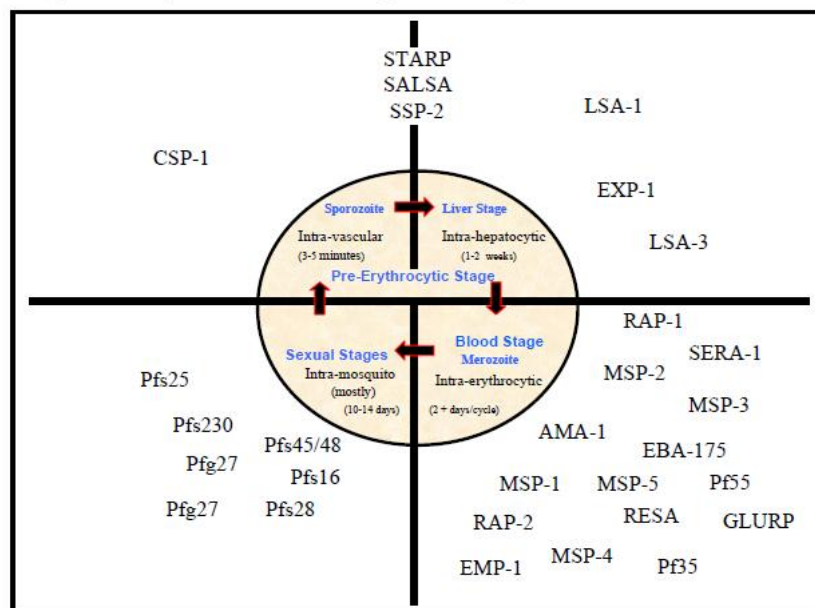 STARP
SALSA
SSP-2
LSA-1
CSP-1
EXP-1
LSA-3
Sporozoite
Liver Stage
Intra-vascular
(3-5 minutes)
Intra-hepatocytic
(1-2 weeks)
Pre-Erythrocytic Stage
Sexual Stages
Intra-mosquito
(mostly)
(10-14 days)
Blood Stage
Merozoite
Intra-erythrocytic
(2 + days/cycle)
Pfs25
Pfs230
Pfs45/48
Pfg27
Pfs16
Pfg27
Pfs28
RAP-1
SERA-1
MSP-2
MSP-3
AMA-1
EBA-175
MSP-1
MSP-5
Pf55
RAP-2
RESA
GLURP
EMP-1
MSP-4
Pf35